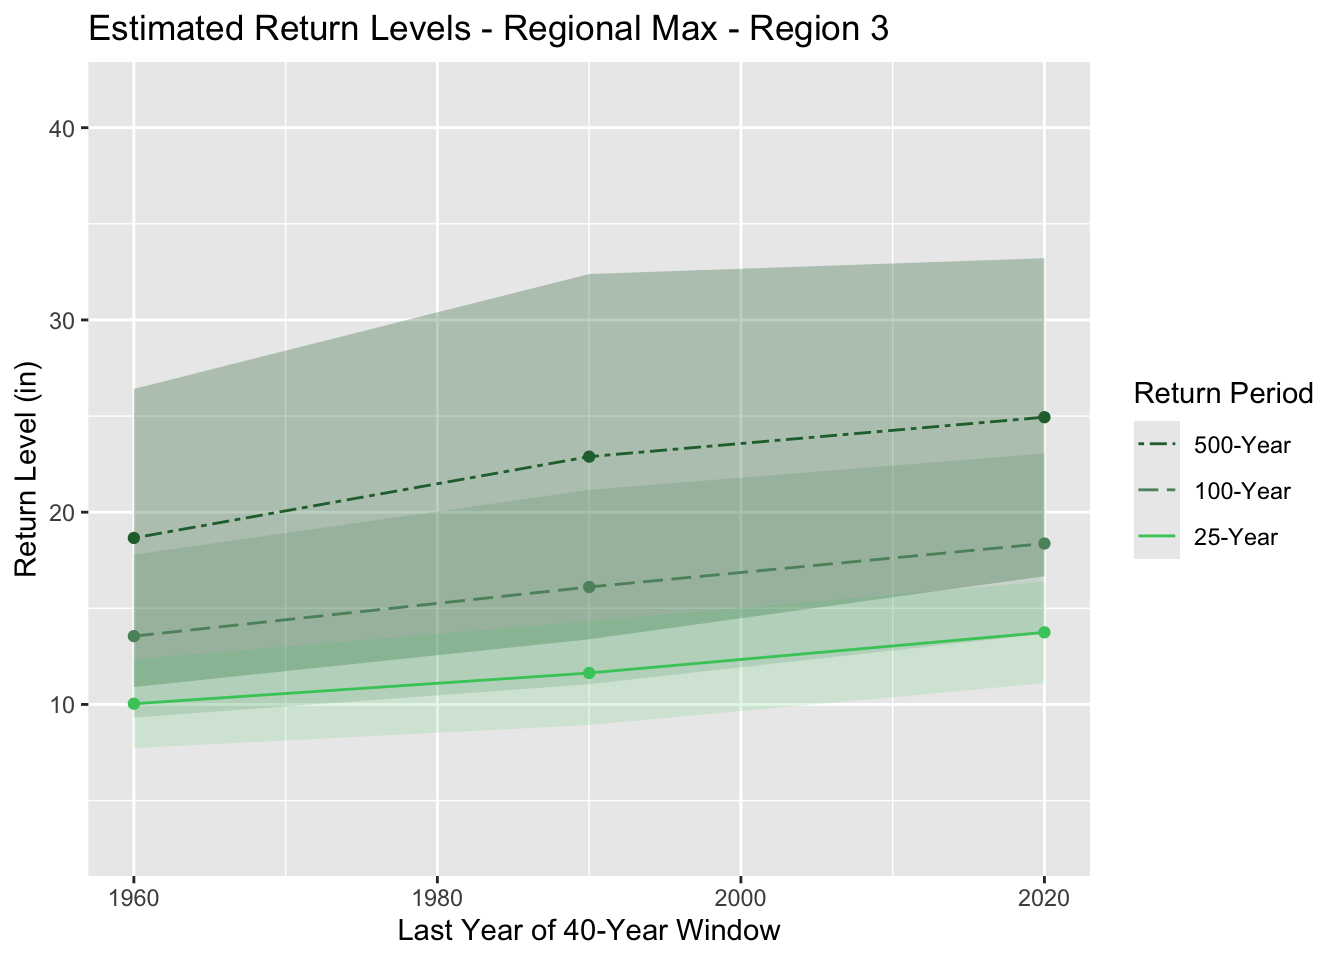 Estimated Return Levels - Regional Max - Region 3
40
30
20
10
Return Level (in)
1960
1980
2000
2020
Last Year of 40-Year Window
Return Period
500-Year
100-Year
25-Year